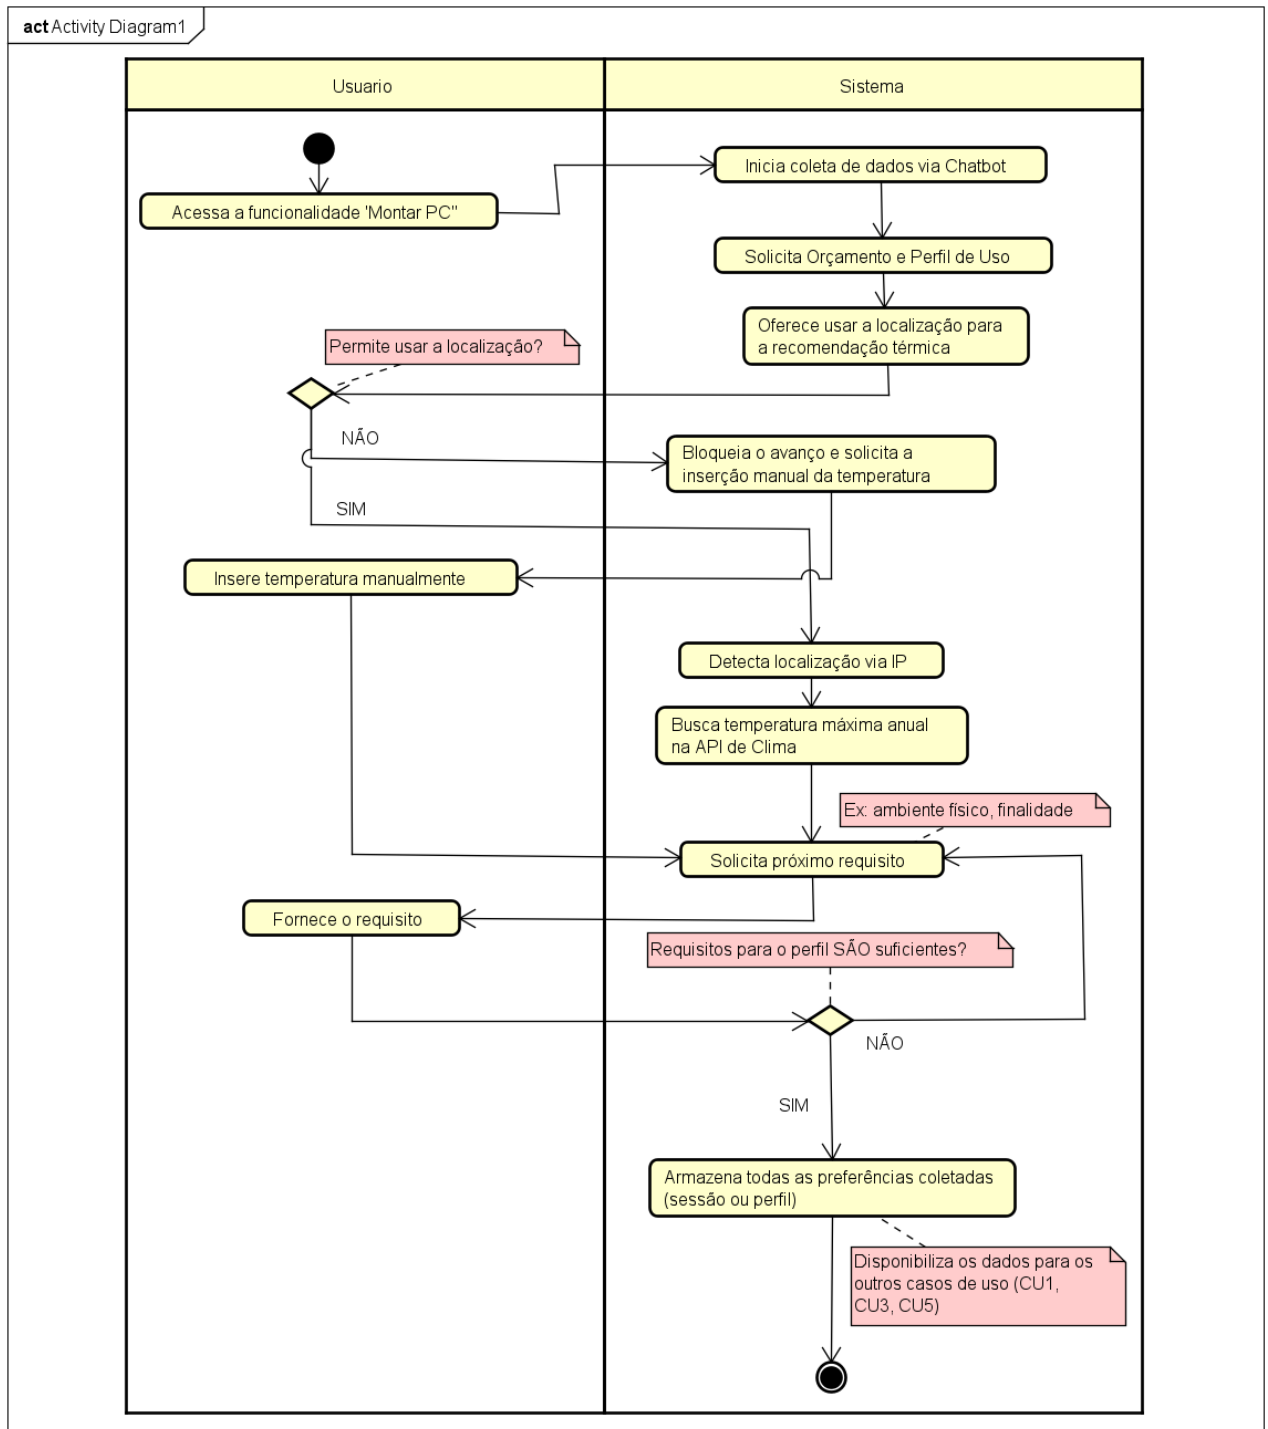 act Activity Diagram1
Usuario
Sistema
Inicia coleta de dados via Chatbot
Acessa a funcionalidade 'Montar PC"
Solicita Orçamento e Perfil de Uso
Oferece usar a localização para
a recomendação térmica
Permite usar a localização?
NÃO
Bloqueia o avanço e solicita a
inserção manual da temperatura
SIM
Insere temperatura manualmente
Detecta localização via IP
Busca temperatura máxima anual
na API de Clima
Ex: ambiente físico, finalidade
Solicita próximo requisito
Fornece o requisito
Requisitos para o perfil SÃO suficientes?
NÃO
SIM
Armazena todas as preferências coletadas
(sessão ou perfil)
Disponibiliza os dados para os
outros casos de uso (CU1,
CU3, CU5)